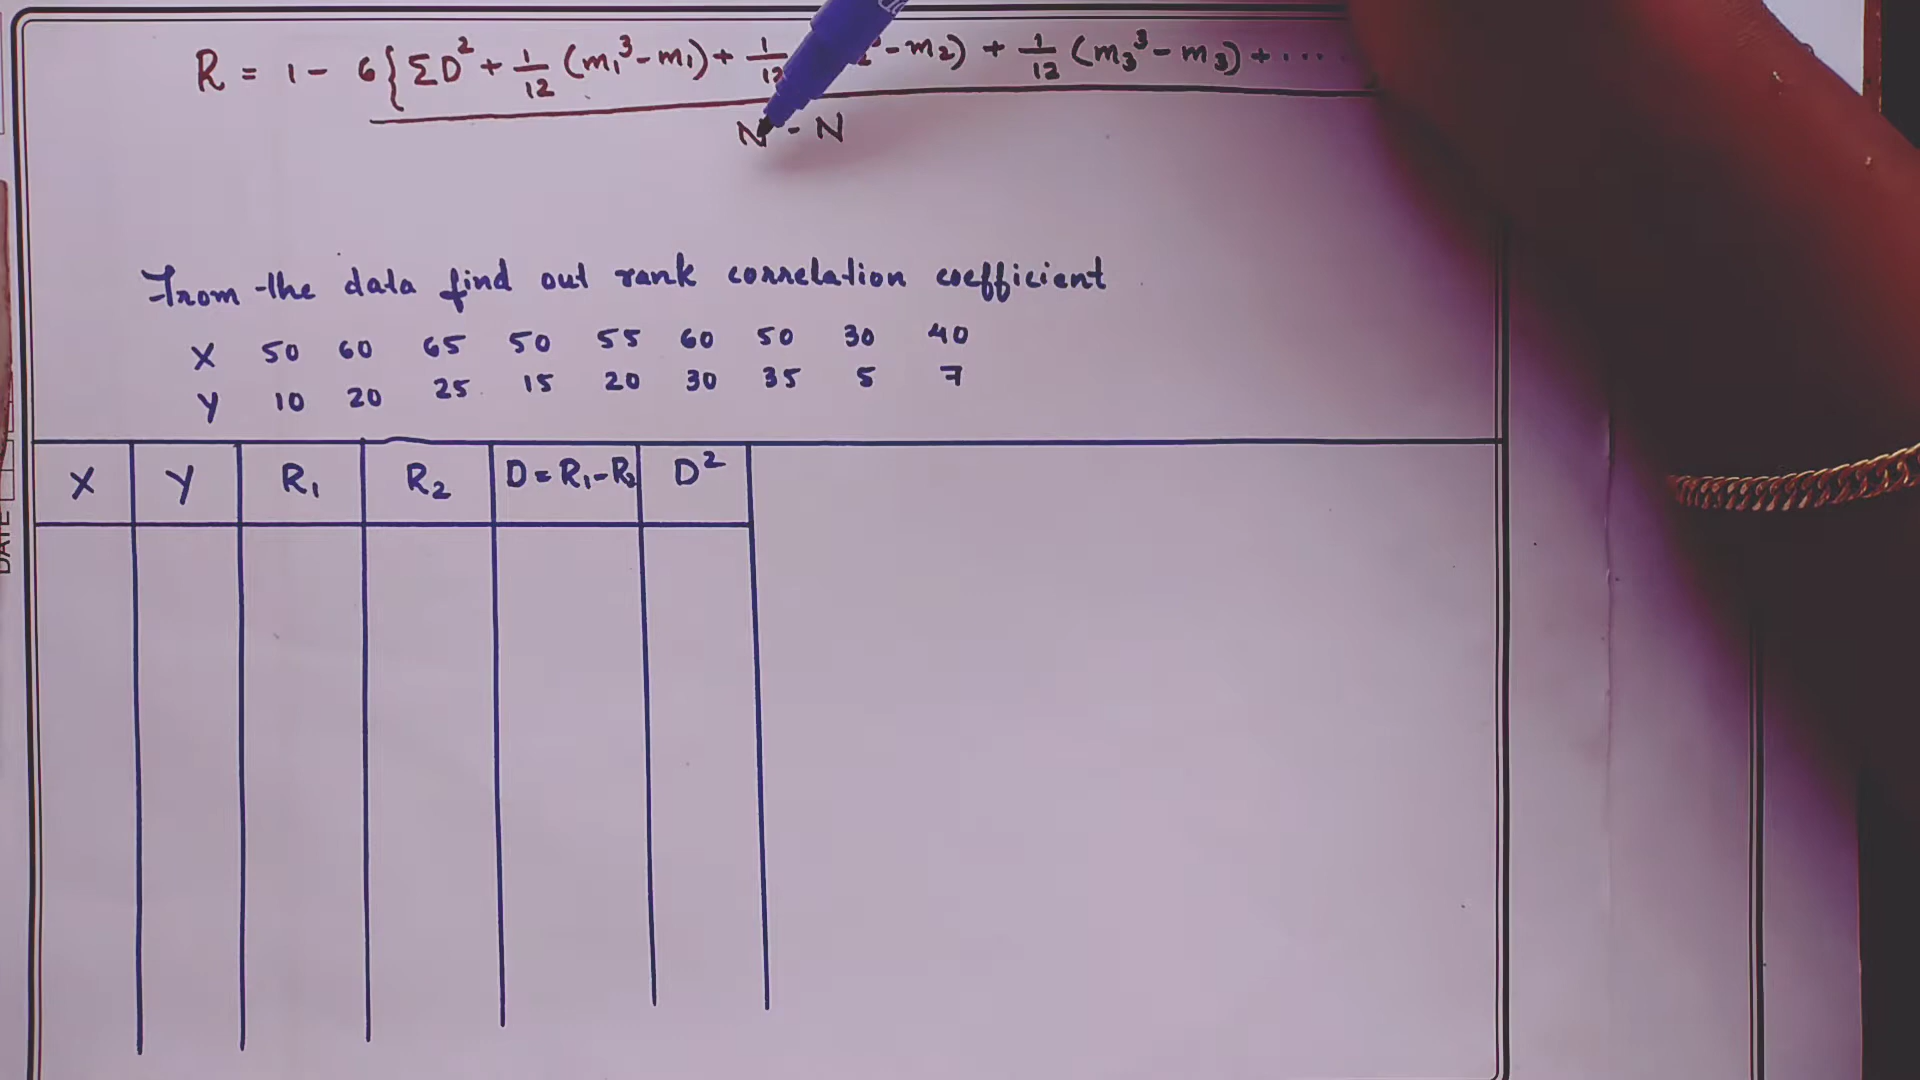 R = 1 - 6{ΣD² + 1/12 (m₁³ - m₁) + 1/12 - m₂) + 1/12 (m₃³ - m₃) + ....
N - N
From the data find out rank correlation coefficient
X 50 60 65 50 55 60 50 30 40
Y 10 20 25 15 20 30 35 5 7
X Y R₁ R₂ D = R₁-R₂ D²
DATE